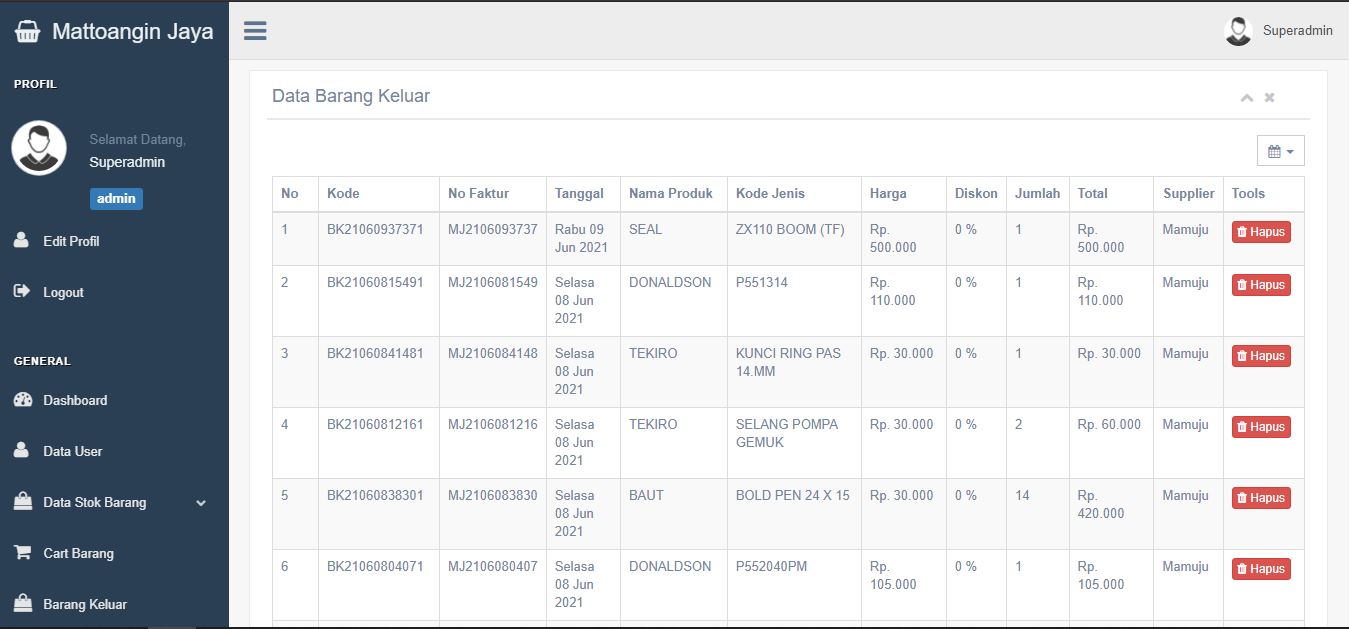 Mattoangin Jaya
PROFIL
Selamat Datang,
Superadmin
admin
Edit Profil
Logout
GENERAL
Dashboard
Data User
Data Stok Barang
Cart Barang
Barang Keluar
Superadmin
Data Barang Keluar
No Kode No Faktur Tanggal Nama Produk Kode Jenis Harga Diskon Jumlah Total Supplier Tools
1 BK21060937371 MJ2106093737 Rabu 09 SEAL ZX110 BOOM (TF) Rp. 0 % 1 Rp. Mamuju Hapus
Jun 2021 500.000 500.000
2 BK21060815491 MJ2106081549 Selasa DONALDSON P551314 Rp. 0 % 1 Rp. Mamuju Hapus
08 Jun 110.000 110.000
2021
3 BK21060841481 MJ2106084148 Selasa TEKIRO KUNCI RING PAS Rp. 30.000 0 % 1 Rp. 30.000 Mamuju Hapus
08 Jun 14.MM
2021
4 BK21060812161 MJ2106081216 Selasa TEKIRO SELANG POMPA Rp. 30.000 0 % 2 Rp. 60.000 Mamuju Hapus
08 Jun GEMUK
2021
5 BK21060838301 MJ2106083830 Selasa BAUT BOLD PEN 24 X 15 Rp. 30.000 0 % 14 Rp. Mamuju Hapus
08 Jun 420.000
2021
6 BK21060804071 MJ2106080407 Selasa DONALDSON P552040PM Rp. 0 % 1 Rp. Mamuju Hapus
08 Jun 105.000 105.000
2021